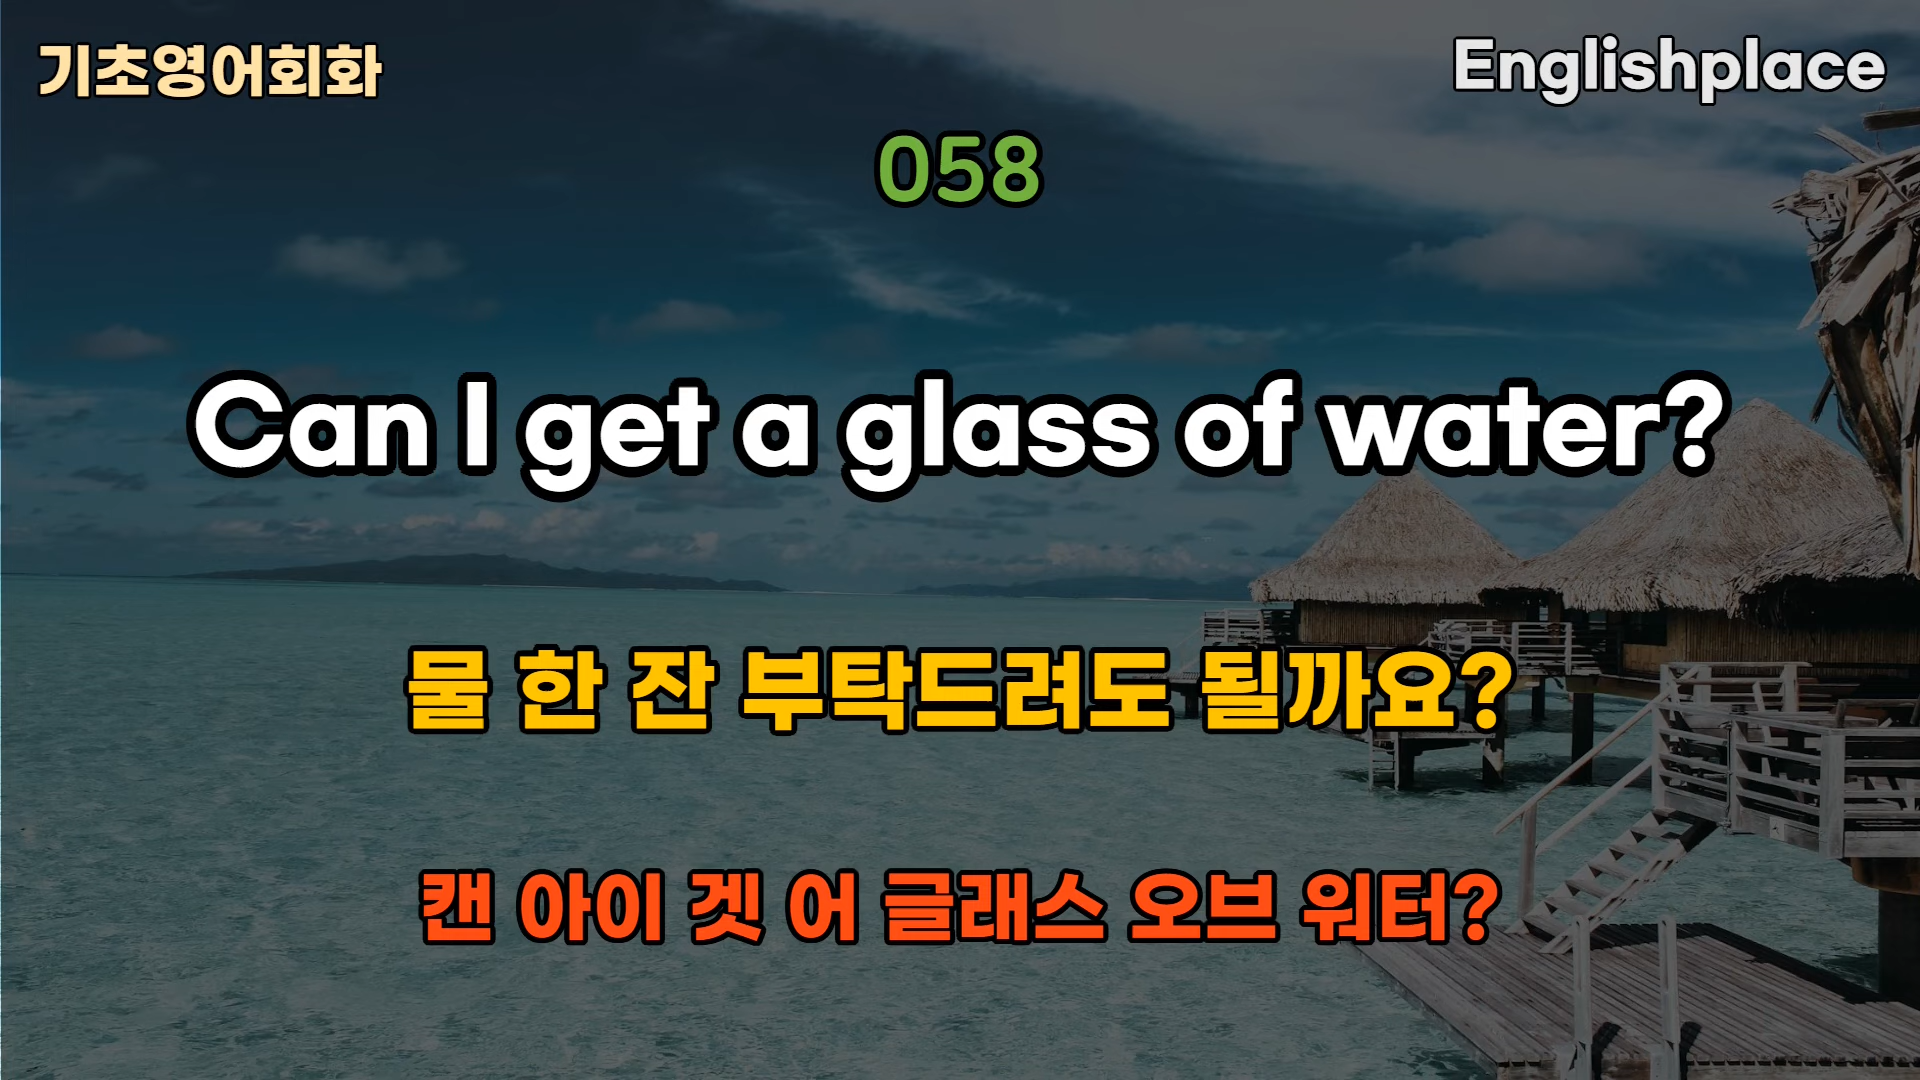 기초영어회화
Englishplace
058
Can I get a glass of water?
물 한 잔 부탁드려도 될까요?
캔 아이 겟 어 글래스 오브 워터?